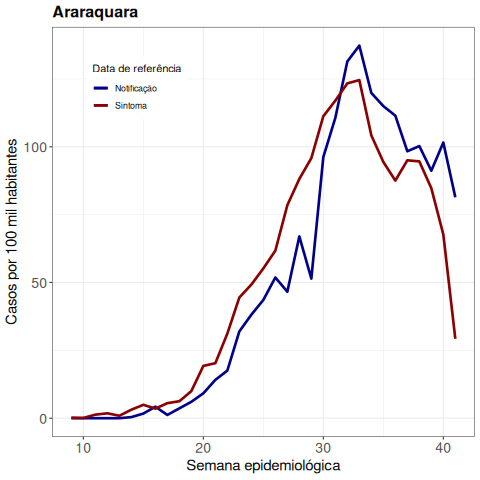 Araraquara
Data de referência
Notificação
Sintoma
Casos por 100 mil habitantes
100
50
0
10
20
30
40
Semana epidemiológica